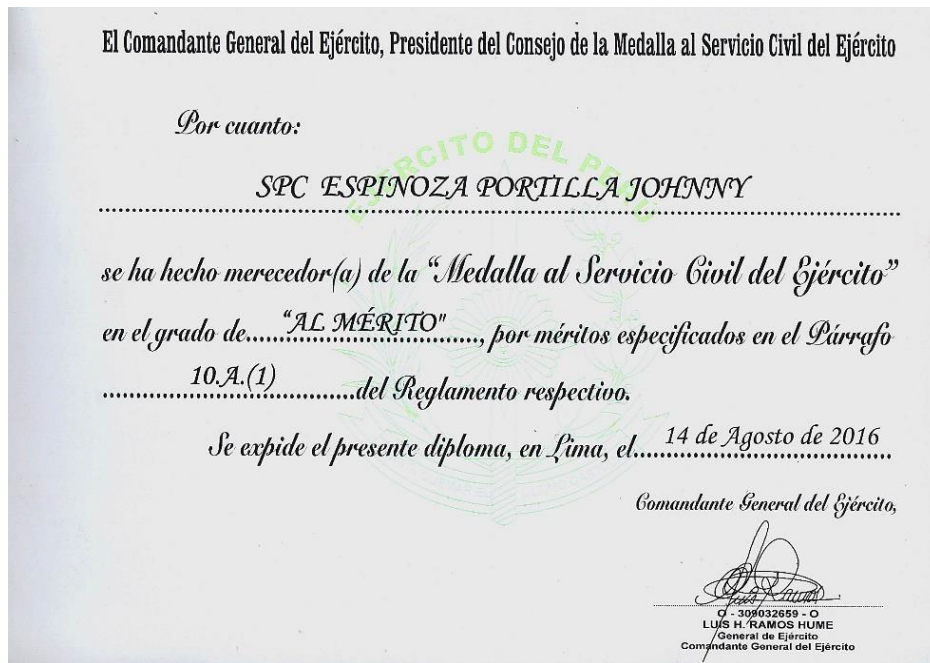 El Comandante General del Ejército, Presidente del Consejo de la Medalla al Servicio Civil del Ejército
Por cuanto:
EJÉRCITO DEL PERÚ
SPC ESPINOZA PORTILLA JOHNNY
se ha hecho merecedor(a) de la “Medalla al Servicio Civil del Ejército”
en el grado de....“AL MÉRITO"...., por méritos especificados en el Párrafo
10.A.(1) del Reglamento respectivo.
Se expide el presente diploma, en Lima, el....14 de Agosto de 2016
Comandante General del Ejército,
O - 309032659 - O
LUIS H. RAMOS HUME
General de Ejército
Comandante General del Ejército